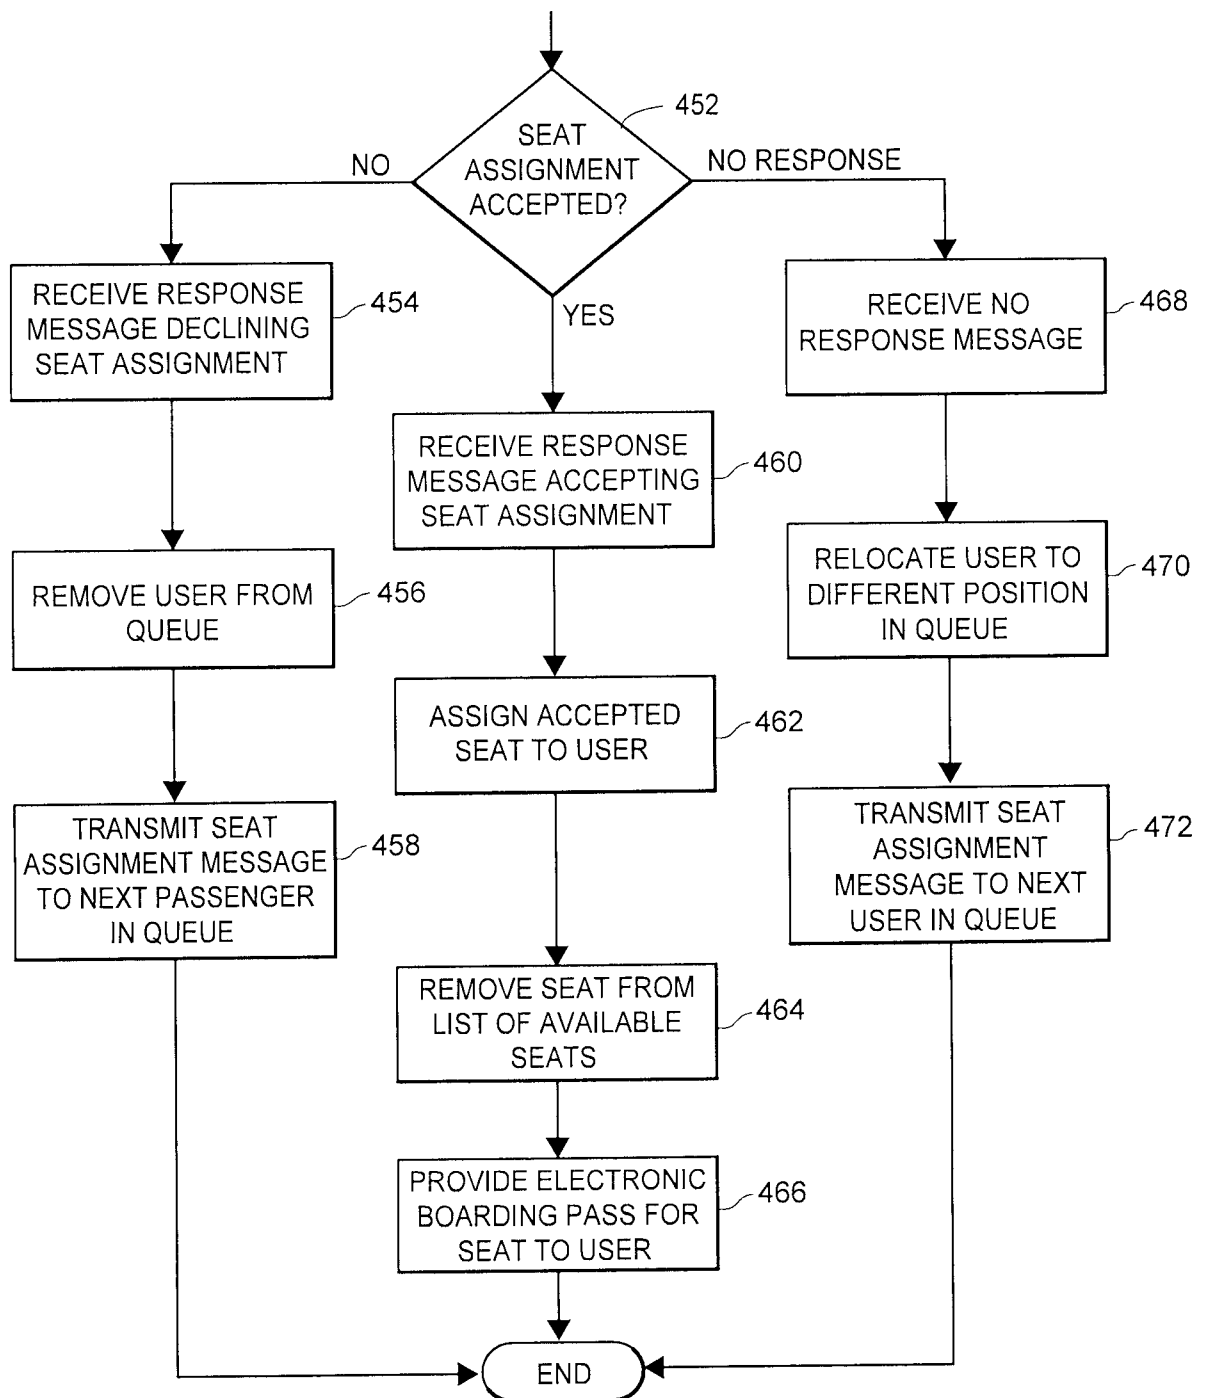 452
SEAT
ASSIGNMENT
ACCEPTED?
NO
NO RESPONSE
YES
RECEIVE RESPONSE
MESSAGE DECLINING
SEAT ASSIGNMENT
454
REMOVE USER FROM
QUEUE
456
TRANSMIT SEAT
ASSIGNMENT MESSAGE
TO NEXT PASSENGER
IN QUEUE
458
RECEIVE RESPONSE
MESSAGE ACCEPTING
SEAT ASSIGNMENT
460
ASSIGN ACCEPTED
SEAT TO USER
462
REMOVE SEAT FROM
LIST OF AVAILABLE
SEATS
464
PROVIDE ELECTRONIC
BOARDING PASS FOR
SEAT TO USER
466
RECEIVE NO
RESPONSE MESSAGE
468
RELOCATE USER TO
DIFFERENT POSITION
IN QUEUE
470
TRANSMIT SEAT
ASSIGNMENT
MESSAGE TO NEXT
USER IN QUEUE
472
END